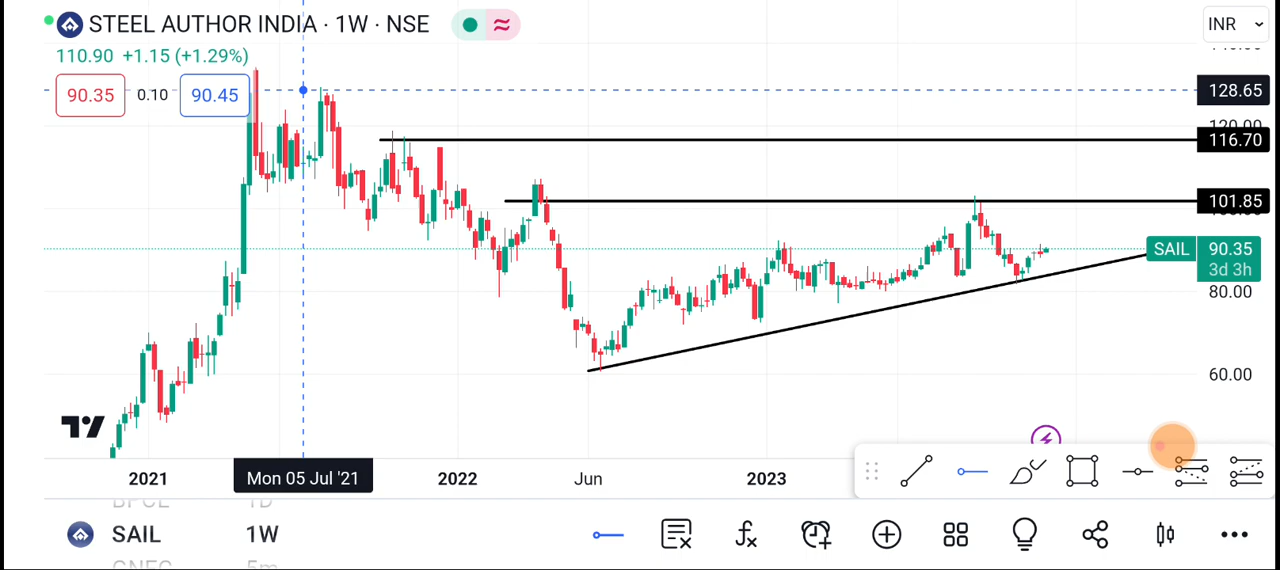 STEEL AUTHOR INDIA · 1W · NSE
INR
110.90 +1.15 (+1.29%)
90.35 0.10 90.45
128.65
120.00
116.70
101.85
SAIL 90.35
3d 3h
80.00
60.00
2021 Mon 05 Jul '21 2022 Jun 2023
SAIL 1W